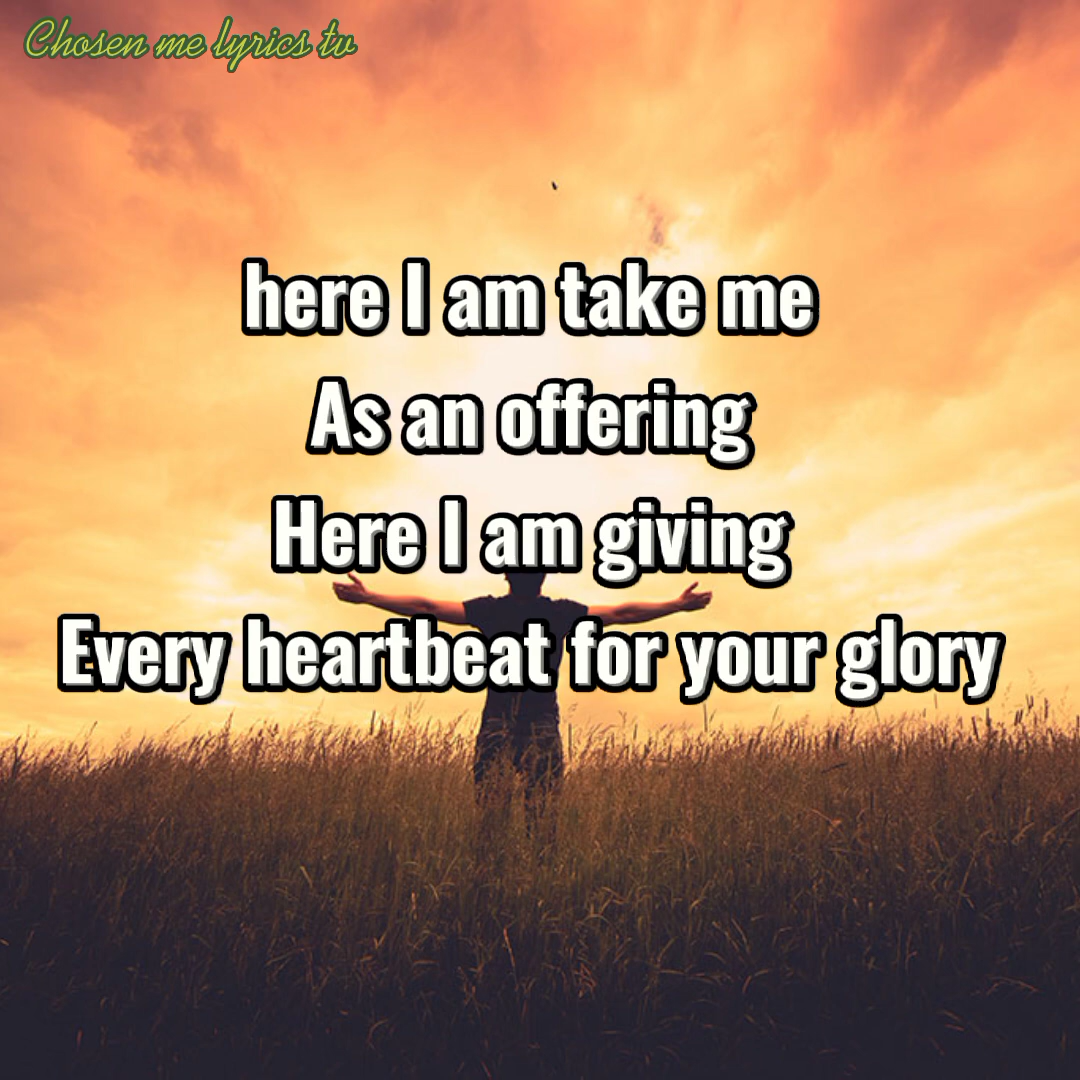 Chosen me lyrics tv
here I am take me
As an offering
Here I am giving
Every heartbeat for your glory